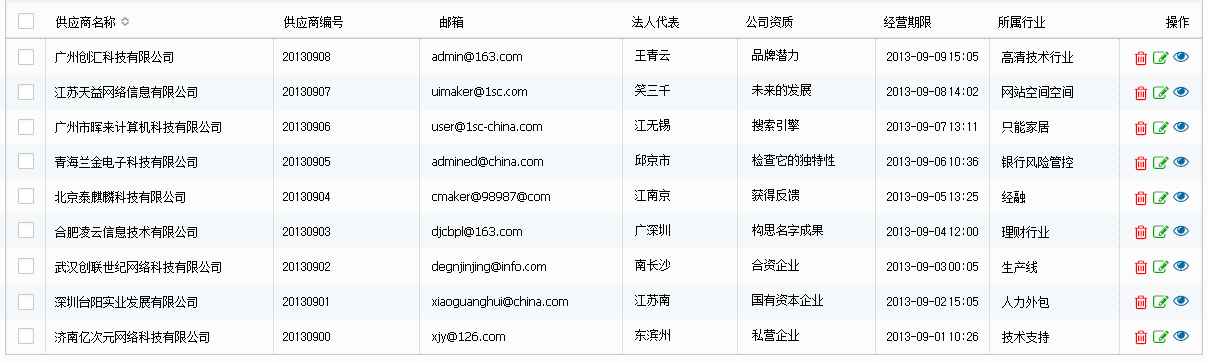 供应商名称 供应商编号 邮箱 法人代表 公司资质 经营期限 所属行业 操作
广州创汇科技有限公司 20130908 admin@163.com 王青云 品牌潜力 2013-09-09 15:05 高清技术行业
江苏天益网络信息有限公司 20130907 uimaker@1sc.com 笑三千 未来的发展 2013-09-08 14:02 网站空间空间
广州市晖来计算机科技有限公司 20130906 user@1sc-china.com 江无锡 搜索引擎 2013-09-07 13:11 只能家居
青海兰金电子科技有限公司 20130905 admined@china.com 邱京市 检查它的独特性 2013-09-06 10:36 银行风险管控
北京泰麒麟科技有限公司 20130904 cmaker@98987@com 江南京 获得反馈 2013-09-05 13:25 经融
合肥凌云信息技术有限公司 20130903 djcbpl@163.com 广深圳 构思名字成果 2013-09-04 12:00 理财行业
武汉创联世纪网络科技有限公司 20130902 degnjinjing@info.com 南长沙 合资企业 2013-09-03 00:05 生产线
深圳台阳实业发展有限公司 20130901 xiaoguanghui@china.com 江苏南 国有资本企业 2013-09-02 15:05 人力外包
济南亿次元网络科技有限公司 20130900 xjy@126.com 东滨州 私营企业 2013-09-01 10:26 技术支持